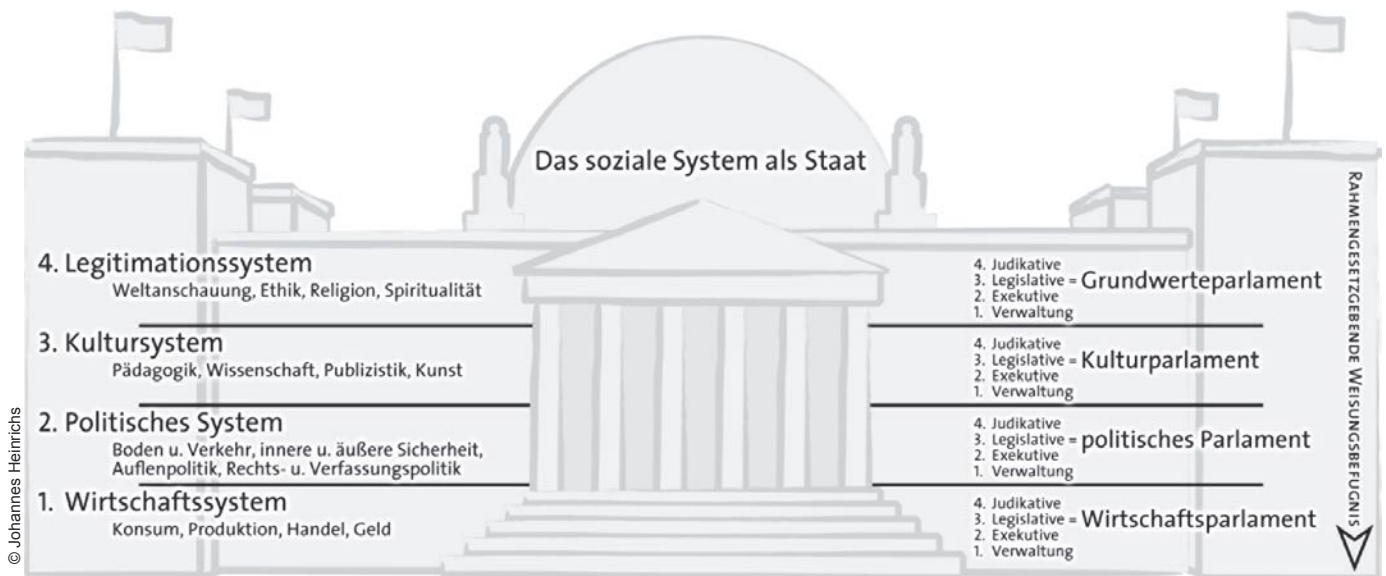 Das soziale System als Staat
4. Legitimationssystem
Weltanschauung, Ethik, Religion, Spiritualität
4. Judikative
3. Legislative = Grundwerteparlament
2. Exekutive
1. Verwaltung
3. Kultursystem
Pädagogik, Wissenschaft, Publizistik, Kunst
4. Judikative
3. Legislative = Kulturparlament
2. Exekutive
1. Verwaltung
2. Politisches System
Boden u. Verkehr, innere u. äußere Sicherheit,
Auflenpolitik, Rechts- u. Verfassungspolitik
4. Judikative
3. Legislative = politisches Parlament
2. Exekutive
1. Verwaltung
1. Wirtschaftssystem
Konsum, Produktion, Handel, Geld
4. Judikative
3. Legislative = Wirtschaftsparlament
2. Exekutive
1. Verwaltung
RAHMENGESETZGEBENDE WEISUNGSBEFUGNIS
© Johannes Heinrichs